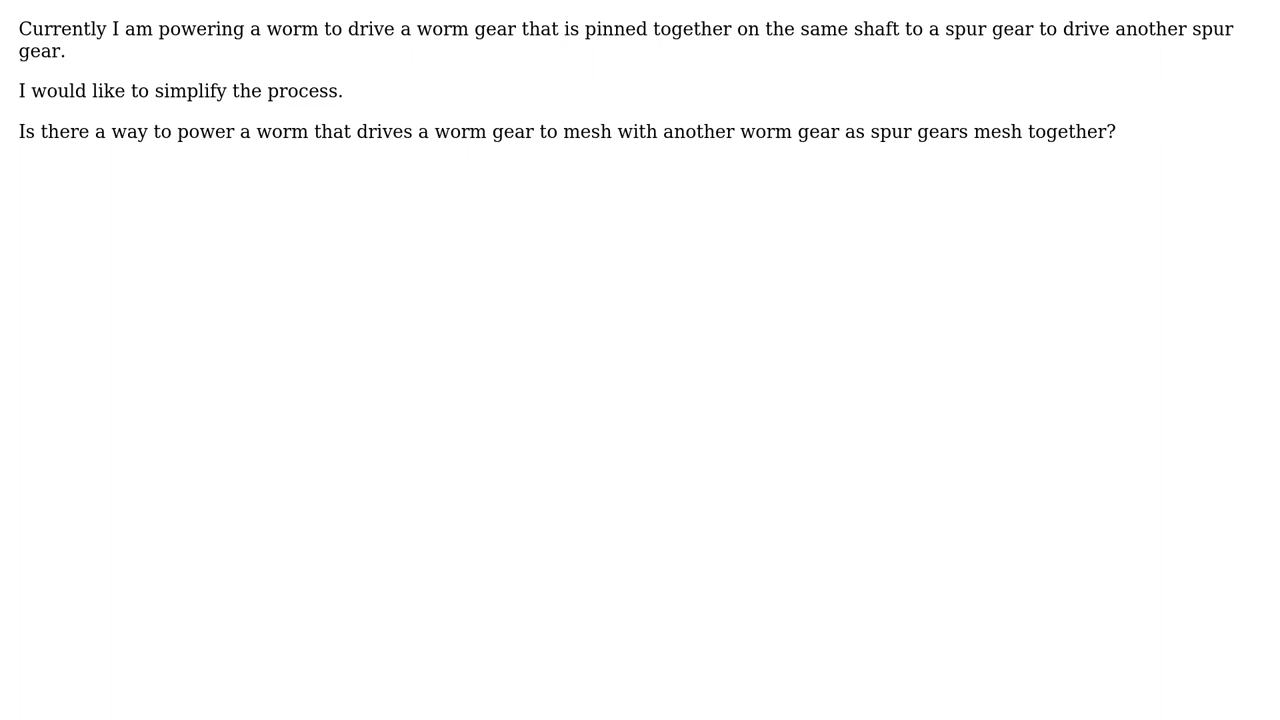 Currently I am powering a worm to drive a worm gear that is pinned together on the same shaft to a spur gear to drive another spur
gear.
I would like to simplify the process.
Is there a way to power a worm that drives a worm gear to mesh with another worm gear as spur gears mesh together?